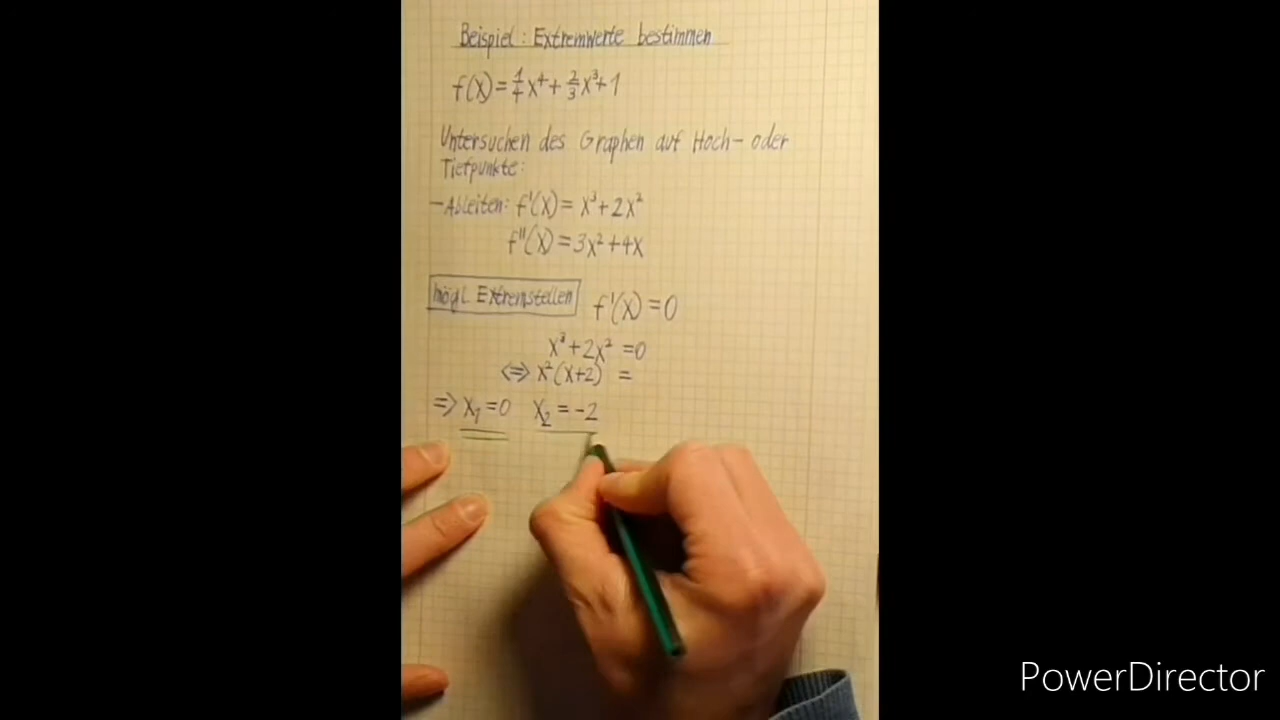 Beispiel: Extremwerte bestimmen
f(x) = 1/4 x⁴ + 2/3 x³ + 1
Untersuchen des Graphen auf Hoch- oder
Tiefpunkte:
- Ableiten: f'(x) = x³ + 2x²
f''(x) = 3x² + 4x
mögl. Extremstellen f'(x) = 0
x³ + 2x² = 0
⇔ x²(x+2) =
⇒ x₁ = 0 x₂ = -2
PowerDirector